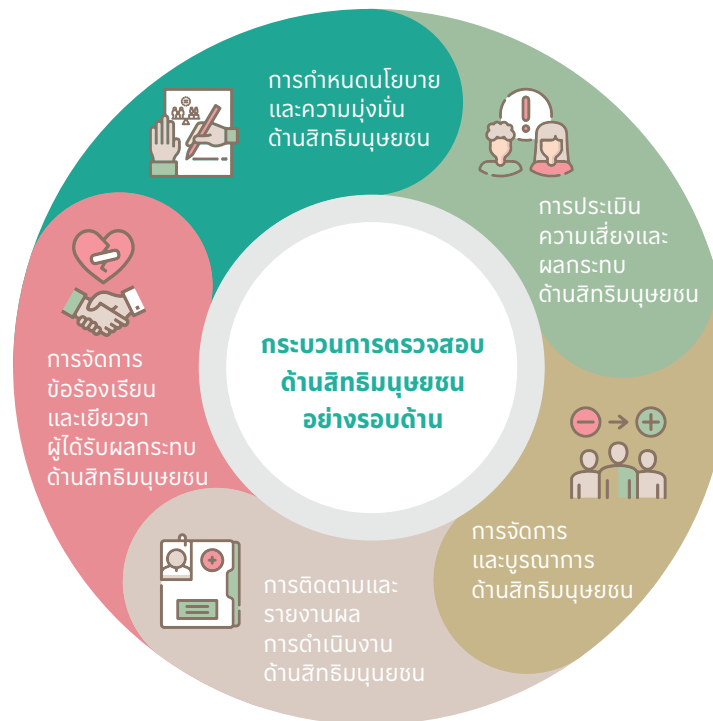 การกำหนดนโยบาย
และความมุ่งมั่น
ด้านสิทธิมนุษยชน
การประเมิน
ความเสี่ยงและ
ผลกระทบ
ด้านสิทริมนุษยชน
การจัดการ
และบูรณาการ
ด้านสิทธิมนุษยชน
การติดตามและ
รายงานผล
การดำเนินงาน
ด้านสิทธิมนุนยชน
การจัดการ
ข้อร้องเรียน
และเยียวยา
ผู้ได้รับผลกระทบ
ด้านสิทธิมนุษยชน
กระบวนการตรวจสอบ
ด้านสิทธิมนุษยชน
อย่างรอบด้าน